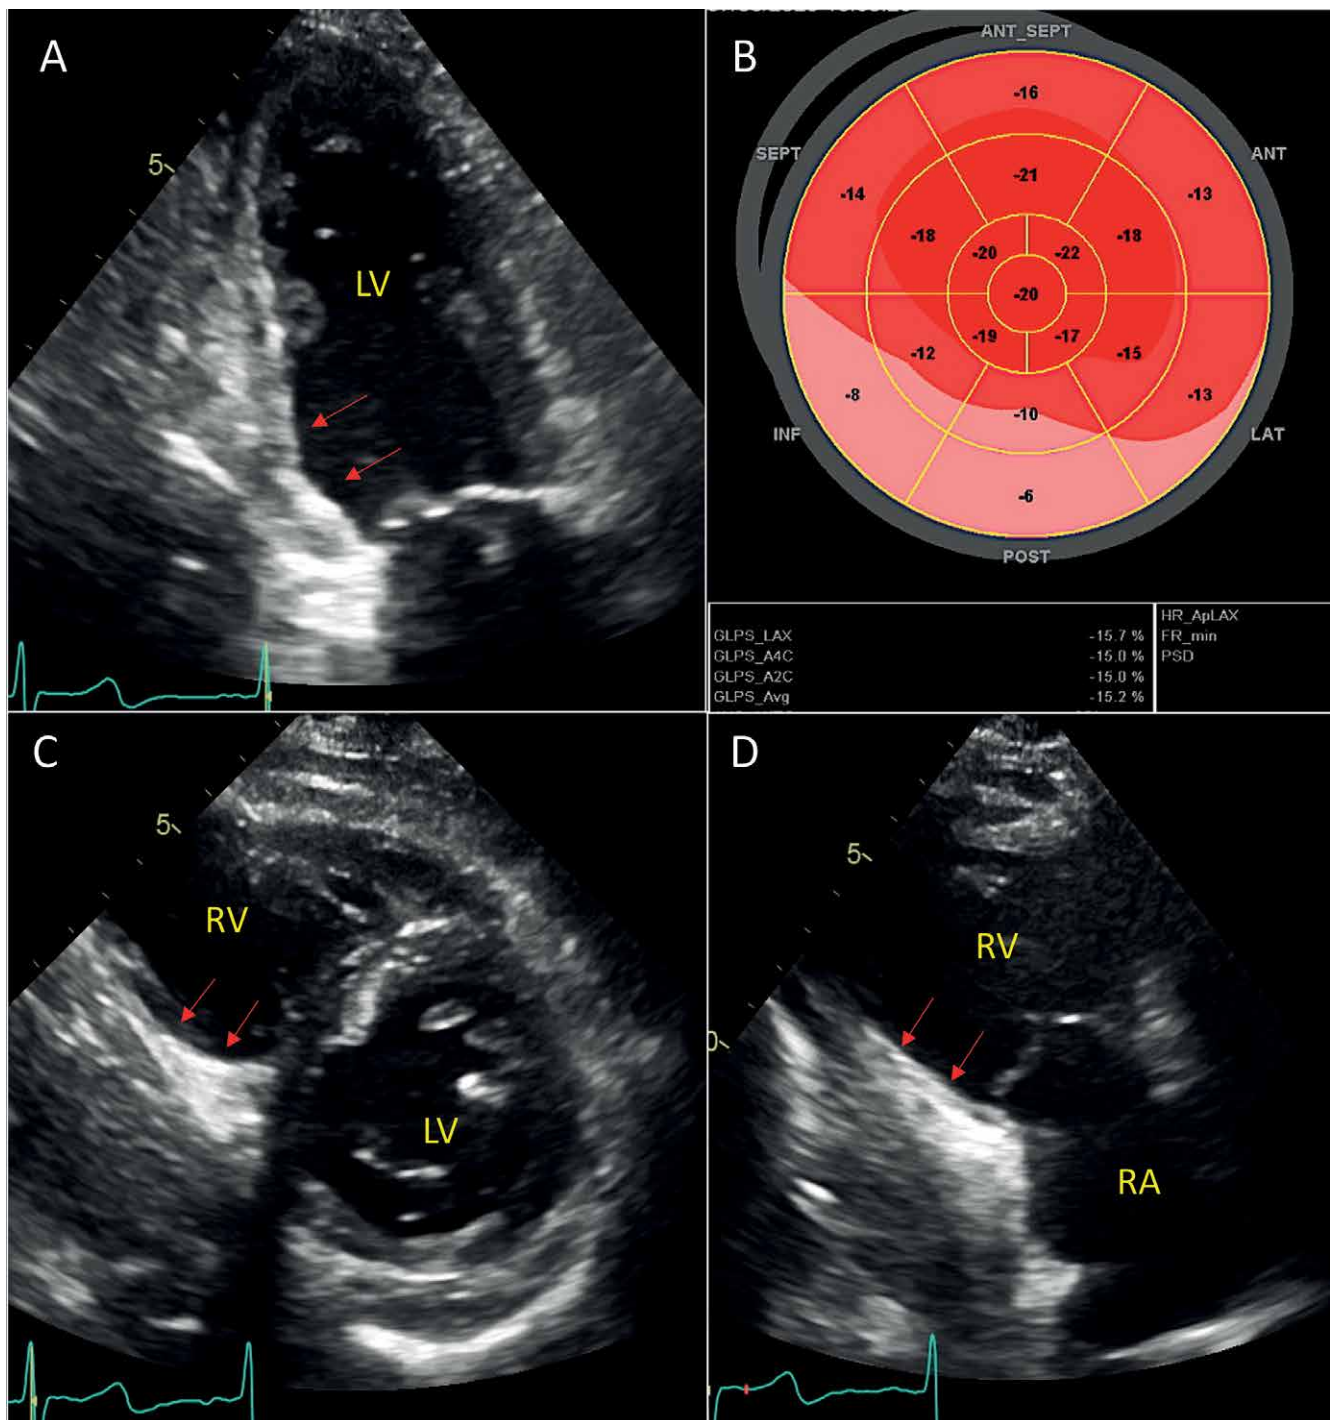 A
5
LV
B
ANT_SEPT
-16
SEPT
ANT
-14
-21
-13
-18
-18
-20
-22
-20
-19
-17
-12
-15
-8
-10
-13
INF
LAT
-6
POST
GLPS_LAX -15.7 %
GLPS_A4C -15.0 %
GLPS_A2C -15.0 %
GLPS_Avg -15.2 %
HR_ApLAX
FR_min
PSD
C
5
RV
LV
D
5
RV
RA